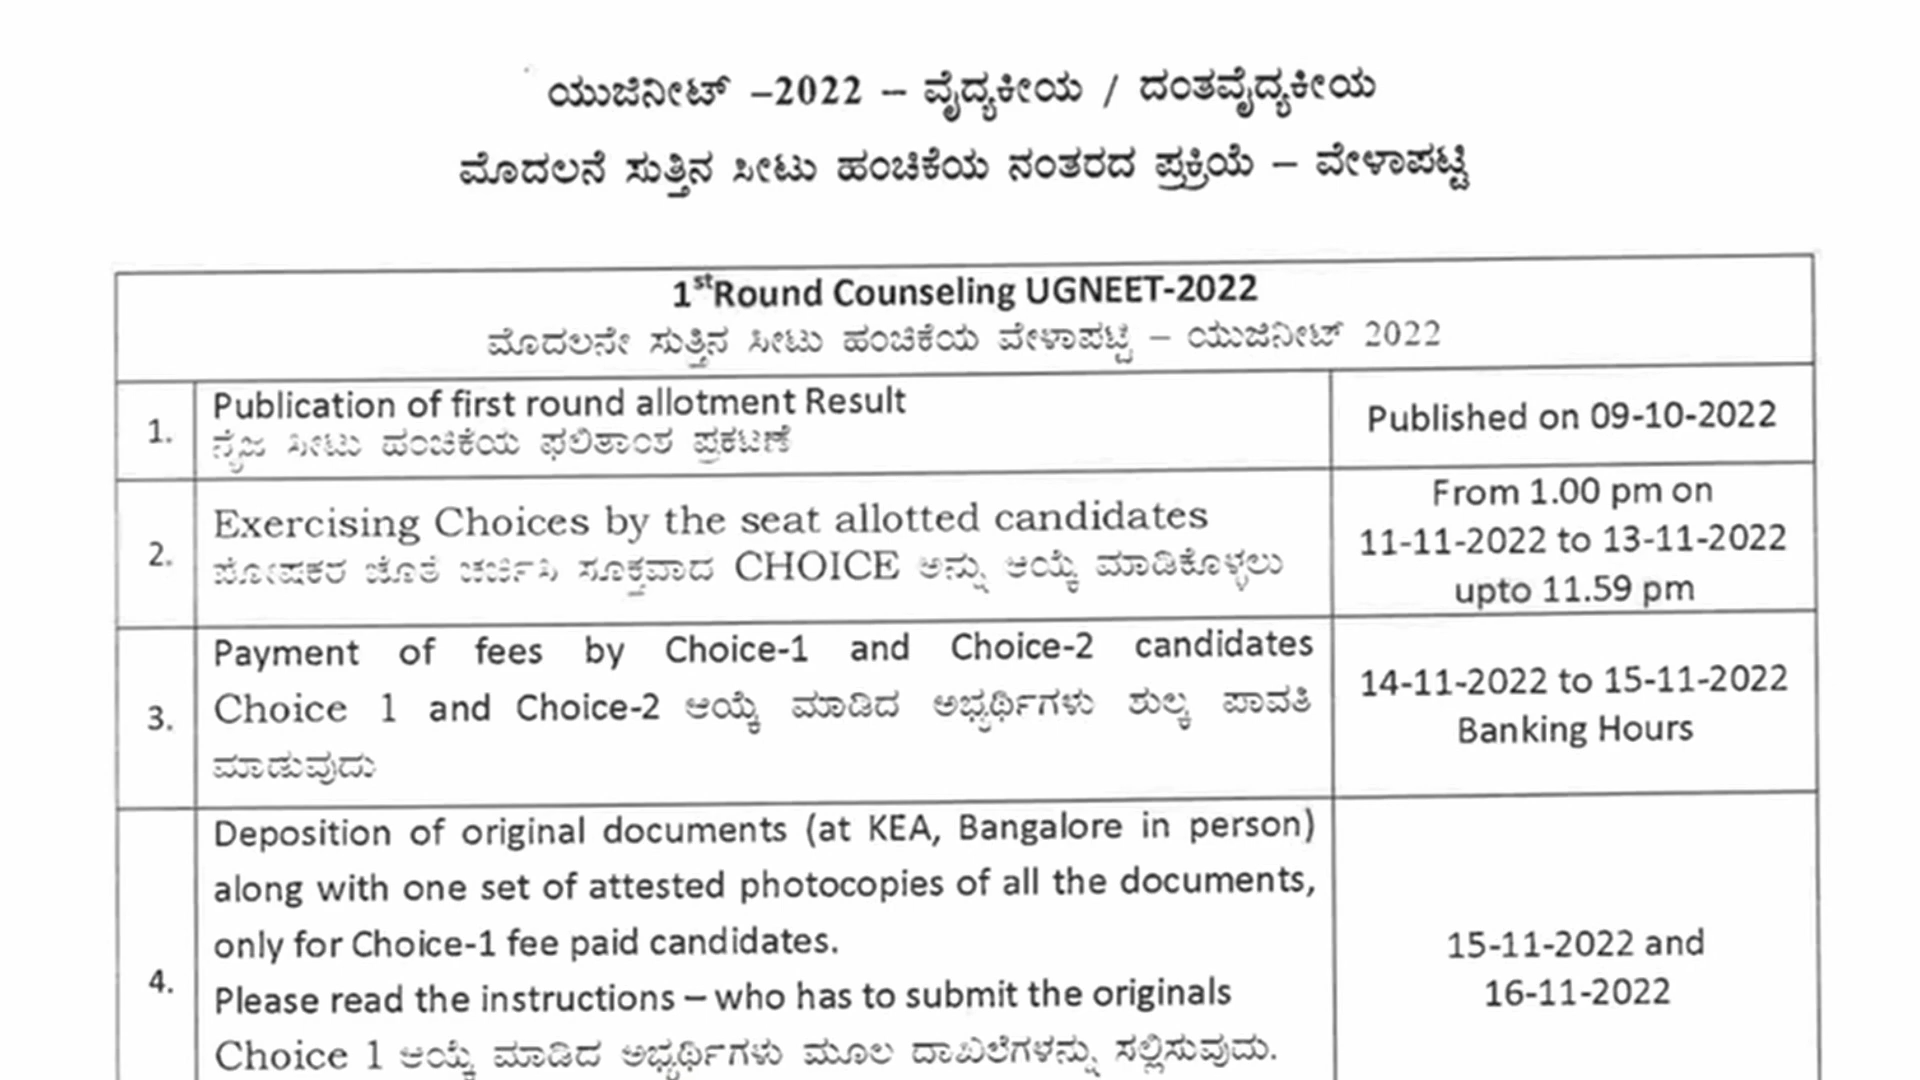 ಯುಜಿನೀಟ್ –2022 – ವೈದ್ಯಕೀಯ / ದಂತವೈದ್ಯಕೀಯ
ಮೊದಲನೆ ಸುತ್ತಿನ ಸೀಟು ಹಂಚಿಕೆಯ ನಂತರದ ಪ್ರಕ್ರಿಯೆ – ವೇಳಾಪಟ್ಟಿ
1stRound Counseling UGNEET-2022
ಮೊದಲನೇ ಸುತ್ತಿನ ಸೀಟು ಹಂಚಿಕೆಯ ವೇಳಾಪಟ್ಟಿ – ಯುಜಿನೀಟ್ 2022
1.
Publication of first round allotment Result
ನೈಜ ಸೀಟು ಹಂಚಿಕೆಯ ಫಲಿತಾಂಶ ಪ್ರಕಟಣೆ
Published on 09-10-2022
2.
Exercising Choices by the seat allotted candidates
ಪೋಷಕರ ಜೊತೆ ಚರ್ಚಿಸಿ ಸೂಕ್ತವಾದ CHOICE ಅನ್ನು ಆಯ್ಕೆ ಮಾಡಿಕೊಳ್ಳಲು
From 1.00 pm on
11-11-2022 to 13-11-2022
upto 11.59 pm
3.
Payment of fees by Choice-1 and Choice-2 candidates
Choice 1 and Choice-2 ಆಯ್ಕೆ ಮಾಡಿದ ಅಭ್ಯರ್ಥಿಗಳು ಶುಲ್ಕ ಪಾವತಿ
ಮಾಡುವುದು
14-11-2022 to 15-11-2022
Banking Hours
4.
Deposition of original documents (at KEA, Bangalore in person)
along with one set of attested photocopies of all the documents,
only for Choice-1 fee paid candidates.
Please read the instructions – who has to submit the originals
Choice 1 ಆಯ್ಕೆ ಮಾಡಿದ ಅಭ್ಯರ್ಥಿಗಳು ಮೂಲ ದಾಖಲೆಗಳನ್ನು ಸಲ್ಲಿಸುವುದು.
15-11-2022 and
16-11-2022